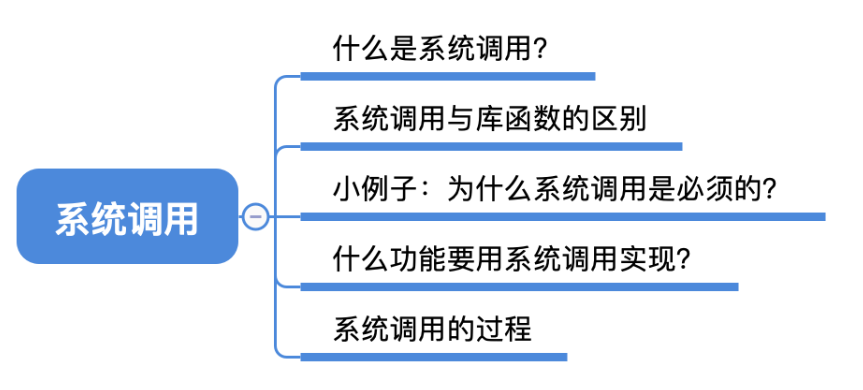 什么是系统调用?
系统调用与库函数的区别
小例子：为什么系统调用是必须的?
系统调用
什么功能要用系统调用实现?
系统调用的过程